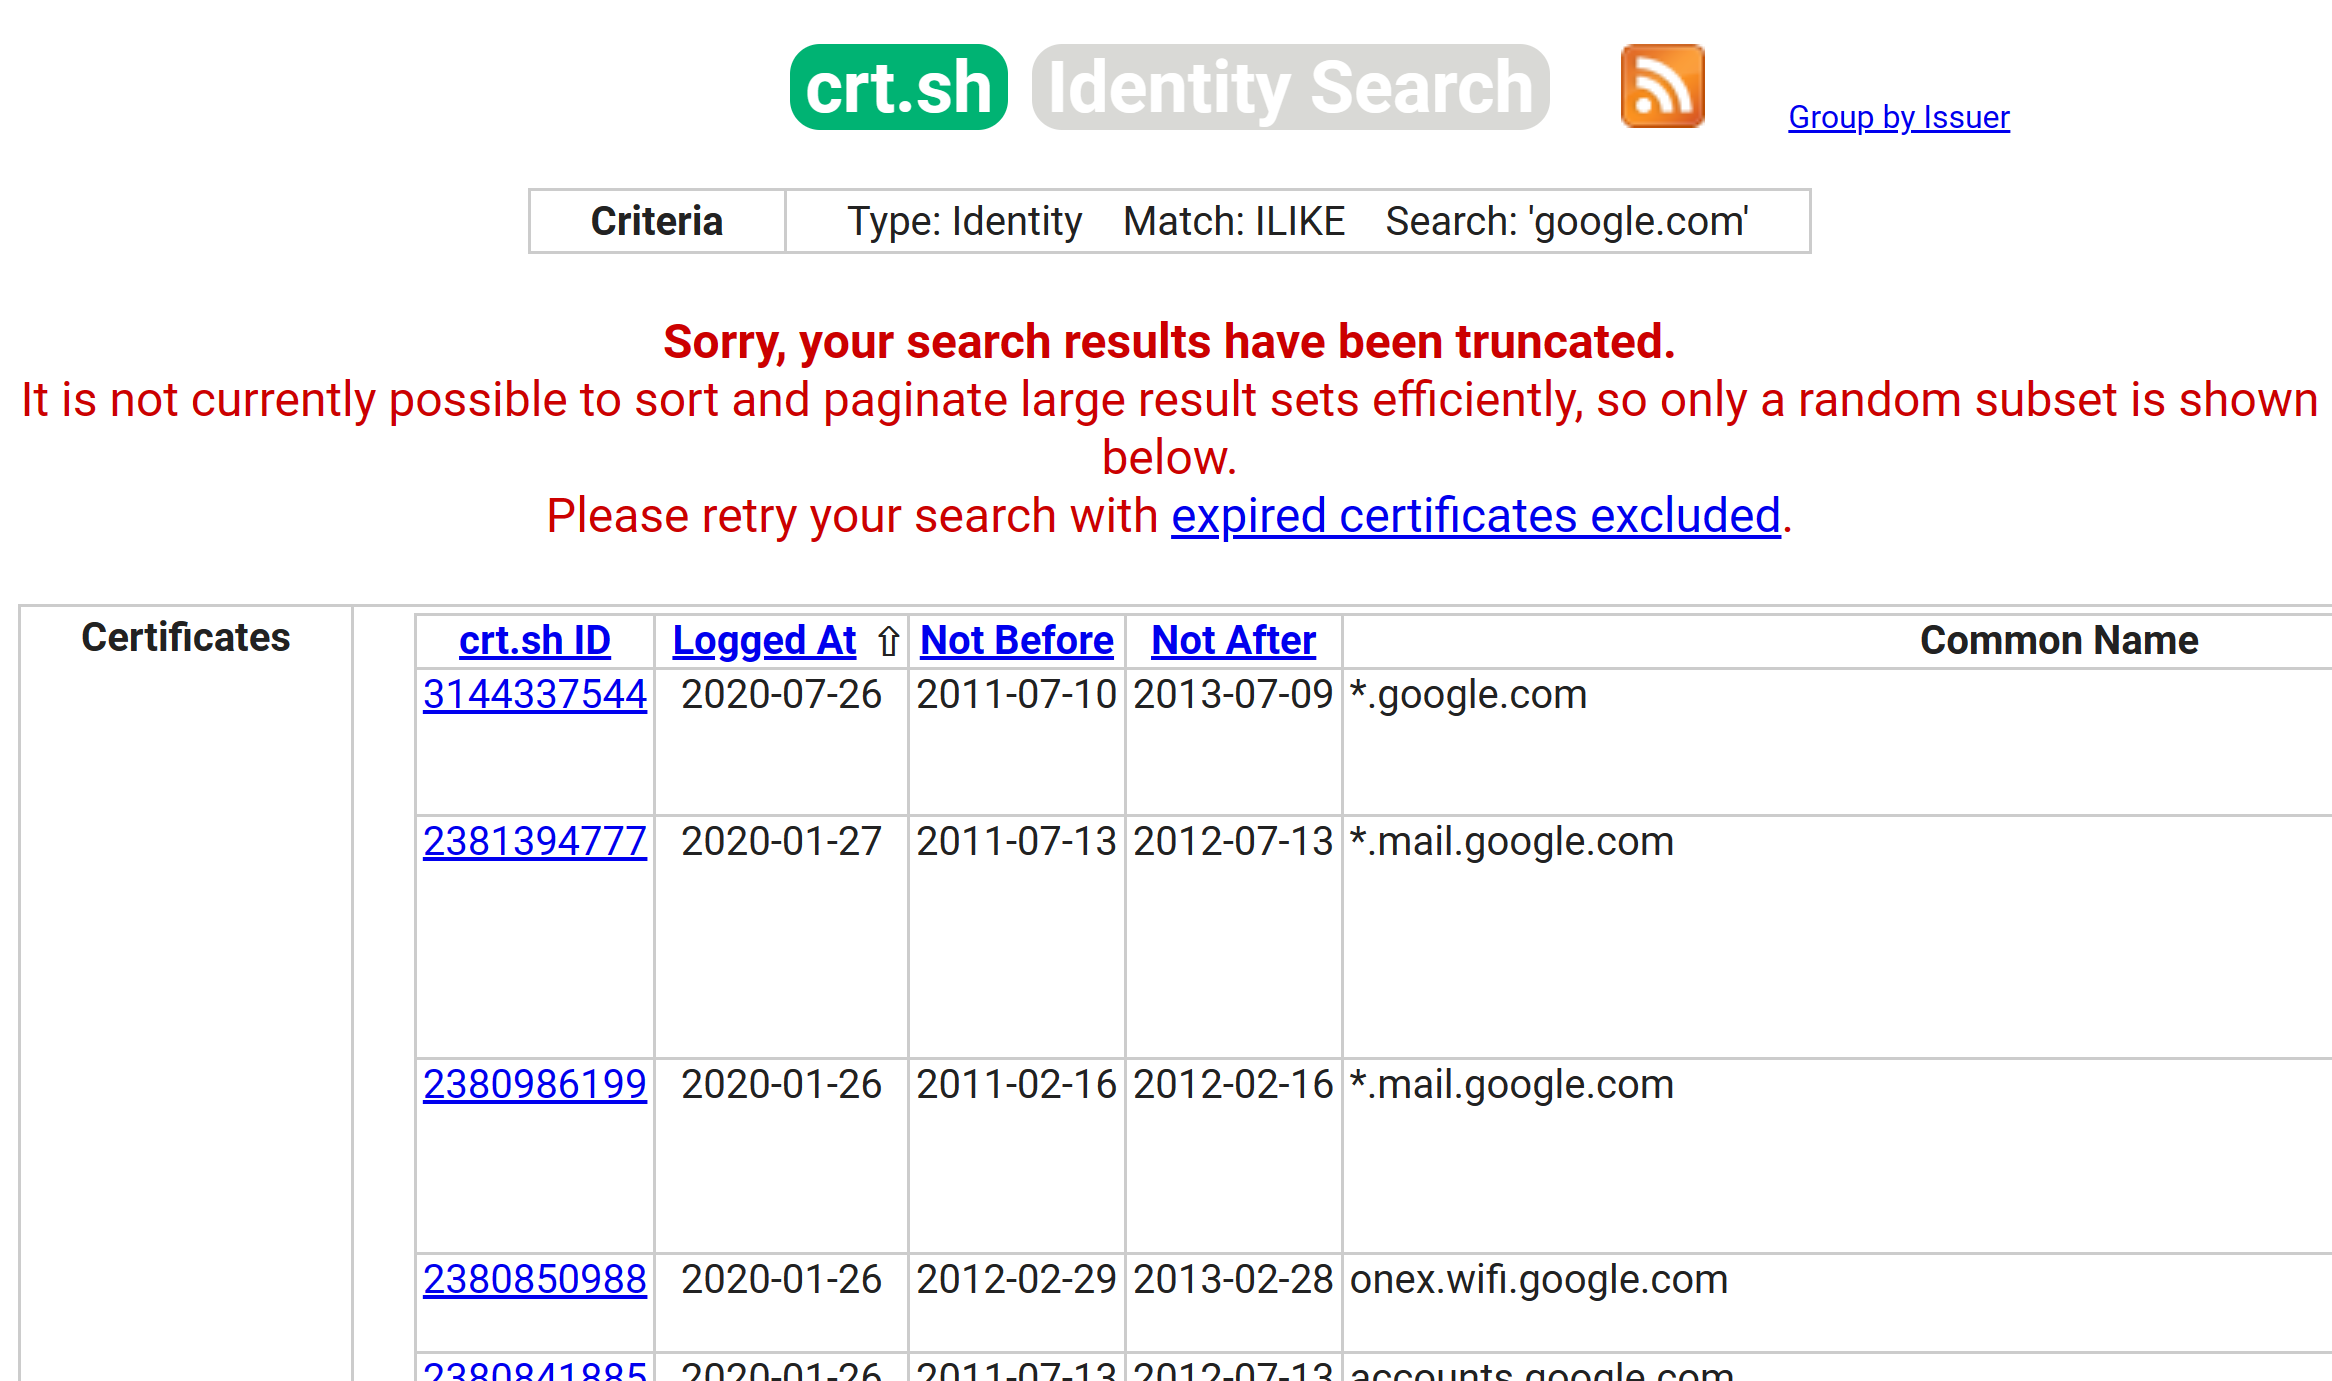 crt.sh Identity Search Group by Issuer
Criteria Type: Identity Match: ILIKE Search: 'google.com'
Sorry, your search results have been truncated.
It is not currently possible to sort and paginate large result sets efficiently, so only a random subset is shown
below.
Please retry your search with expired certificates excluded.
Certificates crt.sh ID Logged At ⇧ Not Before Not After Common Name
3144337544 2020-07-26 2011-07-10 2013-07-09 *.google.com
2381394777 2020-01-27 2011-07-13 2012-07-13 *.mail.google.com
2380986199 2020-01-26 2011-02-16 2012-02-16 *.mail.google.com
2380850988 2020-01-26 2012-02-29 2013-02-28 onex.wifi.google.com
2380841885 2020-01-26 2011-07-13 2012-07-13 accounts.google.com